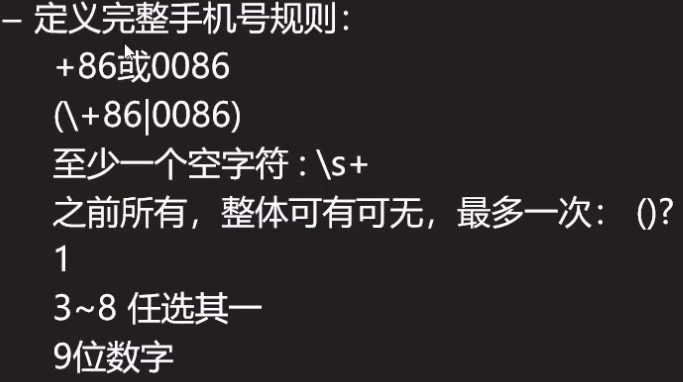 – 定义完整手机号规则：
+86或0086
(\+86|0086)
至少一个空字符 : \s+
之前所有，整体可有可无，最多一次： ()?
1
3~8 任选其一
9位数字